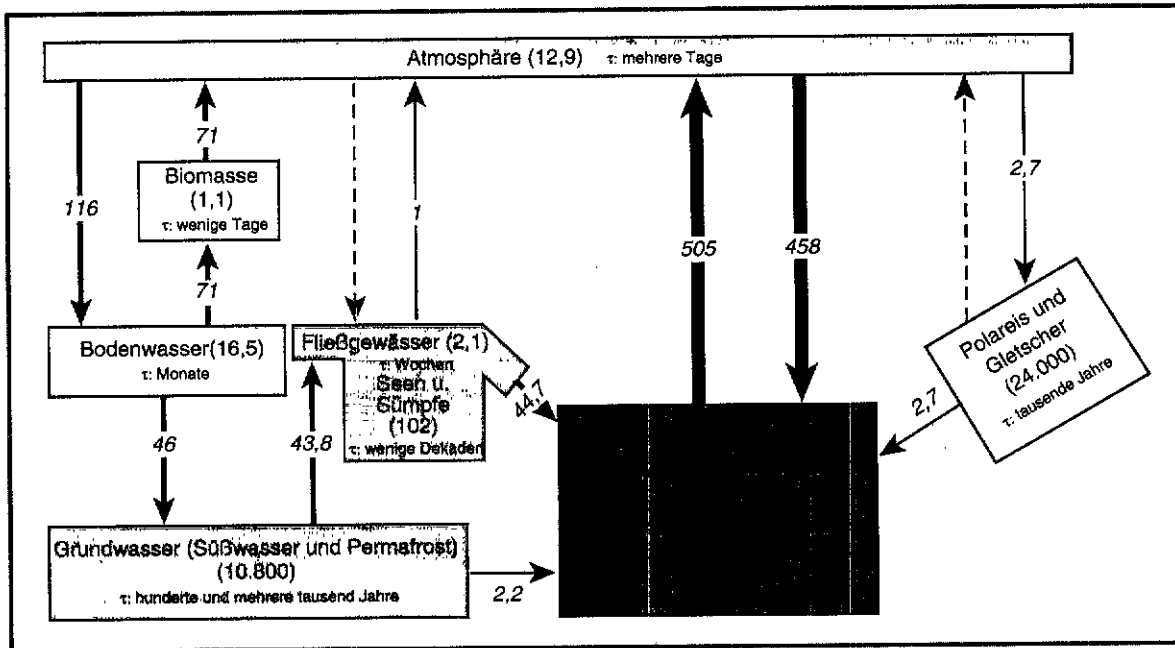 Atmosphäre (12,9) τ: mehrere Tage
116
71
Biomasse
(1,1)
τ: wenige Tage
71
Bodenwasser(16,5)
τ: Monate
46
43,8
1
Fließgewässer (2,1)
τ: Wochen
Seen u.
Sümpfe
(102)
τ: wenige Dekaden
44,7
505
458
2,7
Polareis und
Gletscher
(24.000)
τ: tausende Jahre
2,7
Grundwasser (Süßwasser und Permafrost)
(10.800)
τ: hunderte und mehrere tausend Jahre
2,2